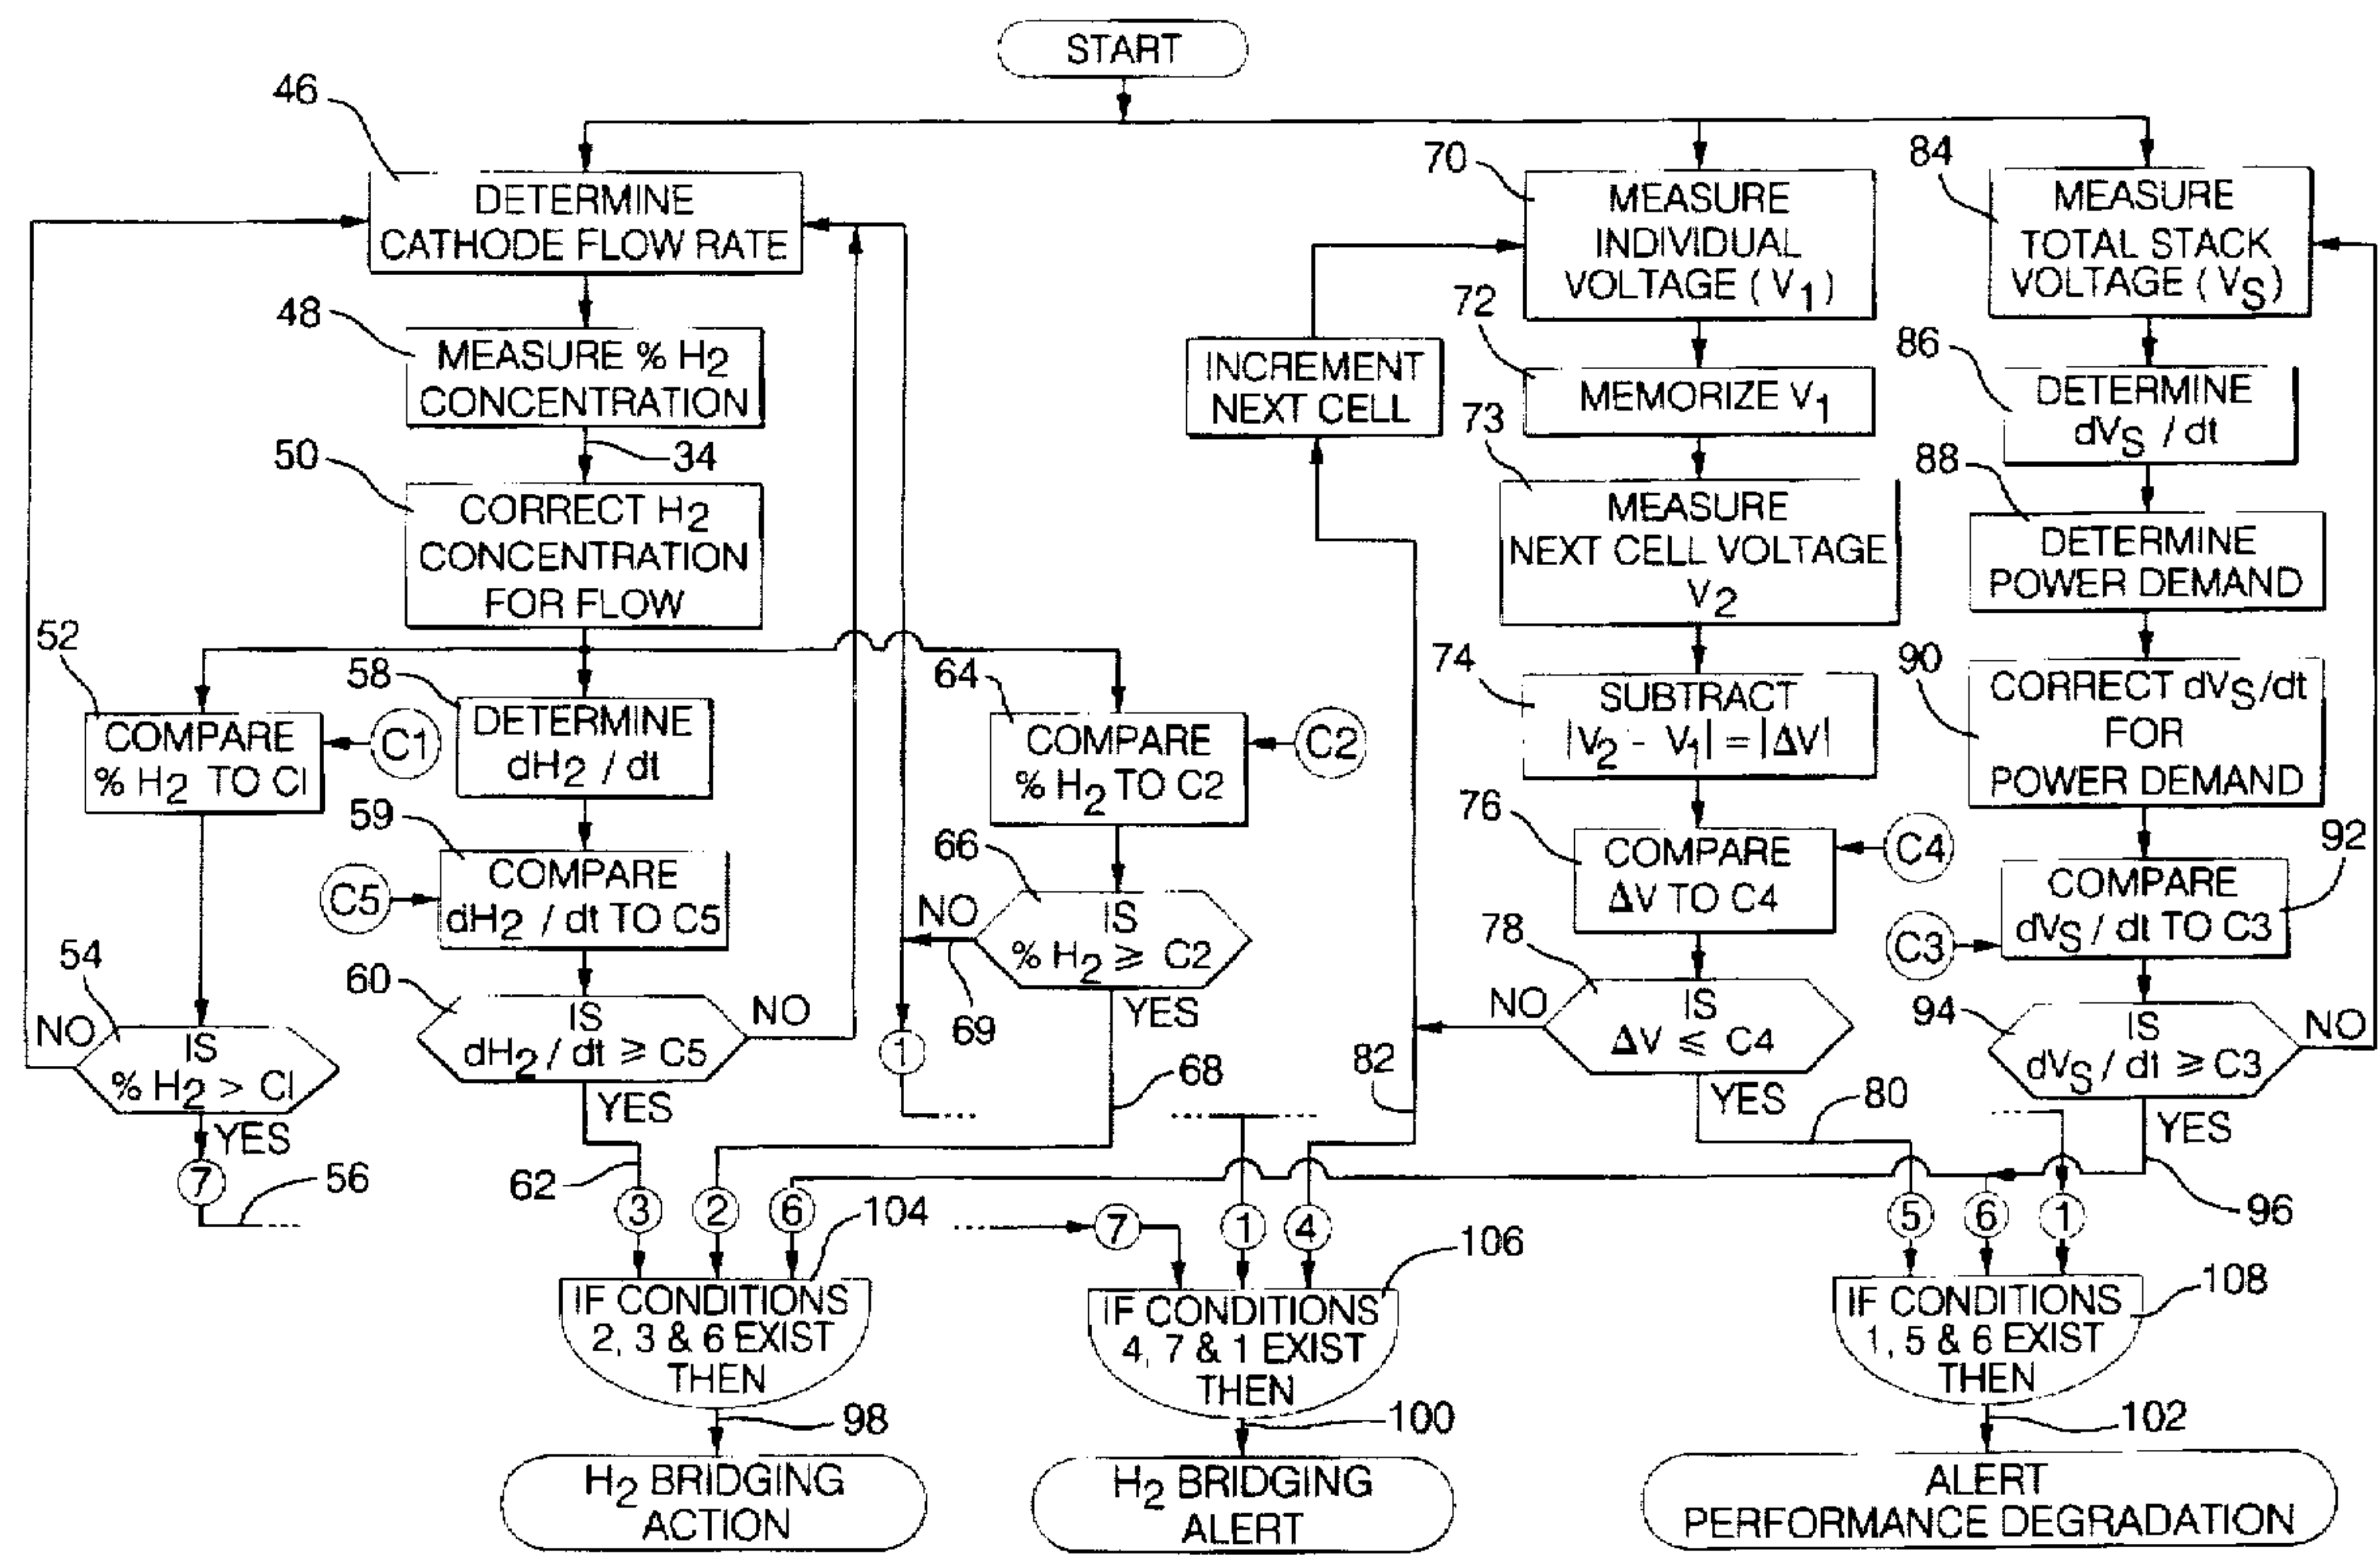 START
46
DETERMINE
CATHODE FLOW RATE
48
MEASURE % H2
CONCENTRATION
34
50
CORRECT H2
CONCENTRATION
FOR FLOW
52
COMPARE
% H2 TO CI
C1
54
IS
% H2 > CI
NO
YES
7
56
58
DETERMINE
dH2 / dt
59
COMPARE
dH2 / dt TO C5
C5
60
IS
dH2 / dt ≥ C5
NO
YES
62
64
COMPARE
% H2 TO C2
C2
66
IS
% H2 ≥ C2
NO
69
YES
68
1
INCREMENT
NEXT CELL
70
MEASURE
INDIVIDUAL
VOLTAGE (V1)
72
MEMORIZE V1
73
MEASURE
NEXT CELL VOLTAGE
V2
74
SUBTRACT
|V2 - V1| = |ΔV|
76
COMPARE
ΔV TO C4
C4
78
IS
ΔV ≤ C4
NO
82
YES
80
84
MEASURE
TOTAL STACK
VOLTAGE (VS)
86
DETERMINE
dVS / dt
88
DETERMINE
POWER DEMAND
90
CORRECT dVS/dt
FOR
POWER DEMAND
92
COMPARE
dVS / dt TO C3
C3
94
IS
dVS / dt ≥ C3
NO
YES
96
3 2 6
104
IF CONDITIONS
2, 3 & 6 EXIST
THEN
98
H2 BRIDGING
ACTION
7 1 4
106
IF CONDITIONS
4, 7 & 1 EXIST
THEN
100
H2 BRIDGING
ALERT
5 6 1
108
IF CONDITIONS
1, 5 & 6 EXIST
THEN
102
ALERT
PERFORMANCE DEGRADATION